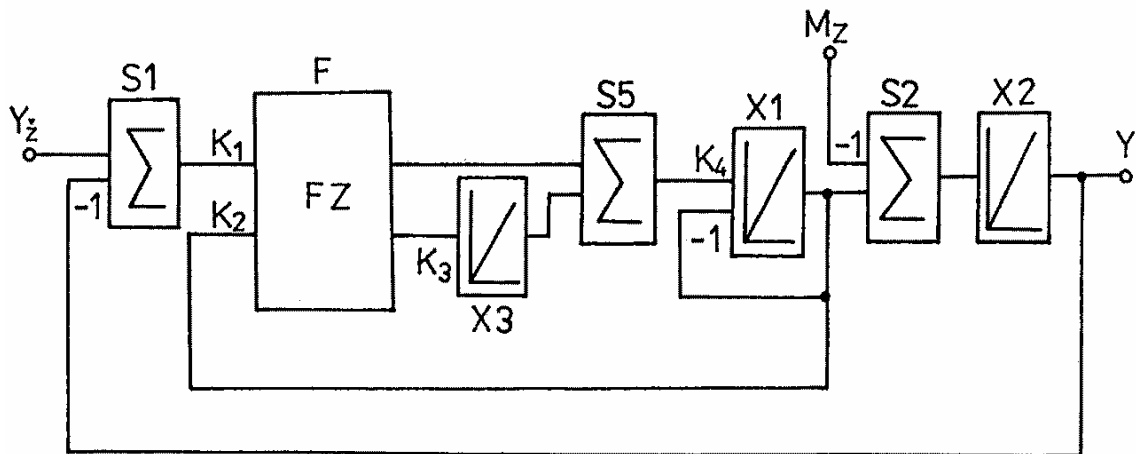 Yž
S1
Σ
-1
K1
K2
F
FZ
K3
X3
S5
Σ
K4
X1
-1
MZ
-1
S2
Σ
X2
Y